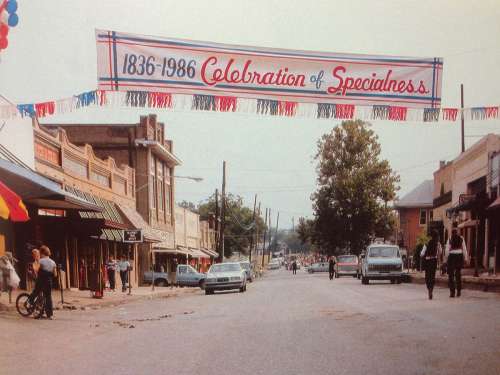 1836-1986 Celebration of Specialness.